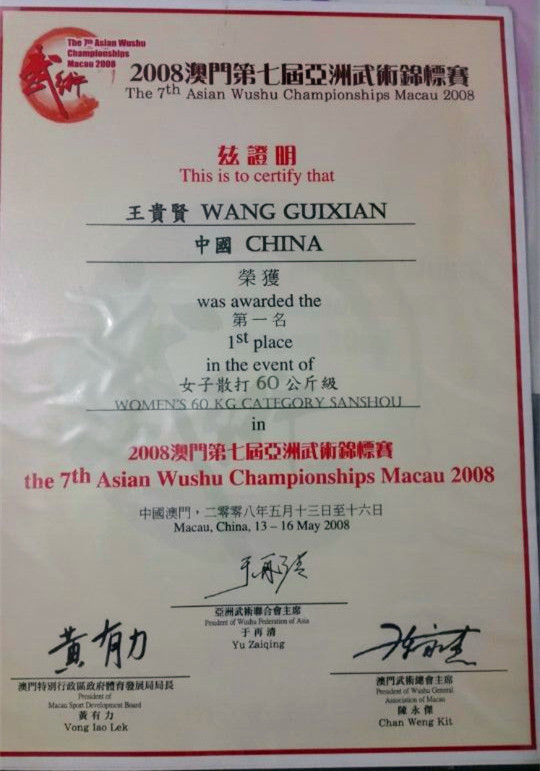 The 7th Asian Wushu
Championships
Macau 2008
武術
2008澳門第七屆亞洲武術錦標賽
The 7th Asian Wushu Championships Macau 2008
茲證明
This is to certify that
王貴賢 WANG GUIXIAN
中國 CHINA
榮獲
was awarded the
第一名
1st place
in the event of
女子散打 60 公斤級
WOMEN'S 60 KG CATEGORY SANSHOU
in
2008澳門第七屆亞洲武術錦標賽
the 7th Asian Wushu Championships Macau 2008
中國澳門，二零零八年五月十三日至十六日
Macau, China, 13 – 16 May 2008
亞洲武術聯合會主席
President of Wushu Federation of Asia
于再清
Yu Zaiqing
黃有力
澳門特別行政區政府體育發展局局長
President of
Macau Sport Development Board
黃有力
Vong Iao Lek
澳門武術總會主席
President of Wushu General
Association of Macau
陳永傑
Chan Weng Kit